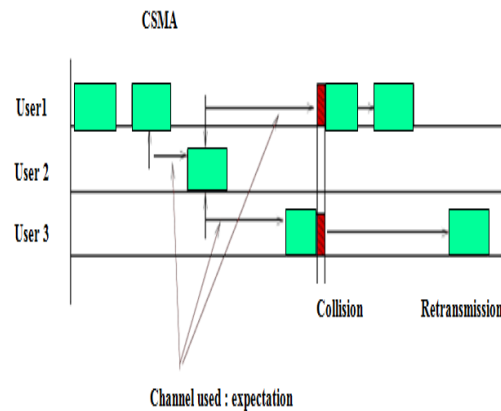 CSMA
User1
User 2
User 3
Collision
Retransmission
Channel used : expectation